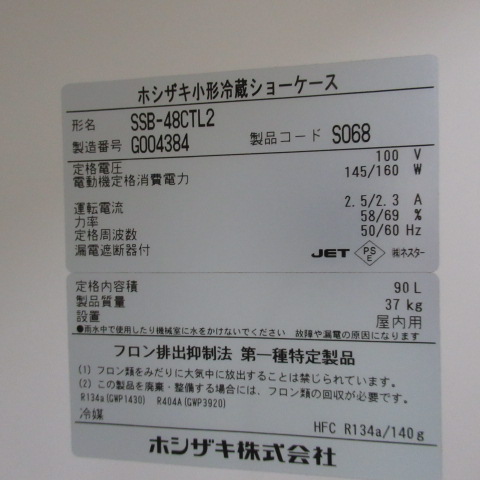 ホシザキ小形冷蔵ショーケース
形名 SSB-48CTL2
製造番号 G004384 製品コード S068
定格電圧 100 V
電動機定格消費電力 145/160 W
運転電流 2.5/2.3 A
力率 58/69 %
定格周波数 50/60 Hz
漏電遮断器付 JET PSE ㈱ネスター
定格内容積 90 L
製品質量 37 kg
設置 屋内用
●雨水中で使用したり機械室に水をかけないでください 故障や漏電の原因になります
フロン排出抑制法 第一種特定製品
(1) フロン類をみだりに大気中に放出することは禁じられています。
(2) この製品を廃棄・整備する場合には、フロン類の回収が必要です。
R134a(GWP1430) R404A(GWP3920)
冷媒 HFC R134a/140g
ホシザキ株式会社